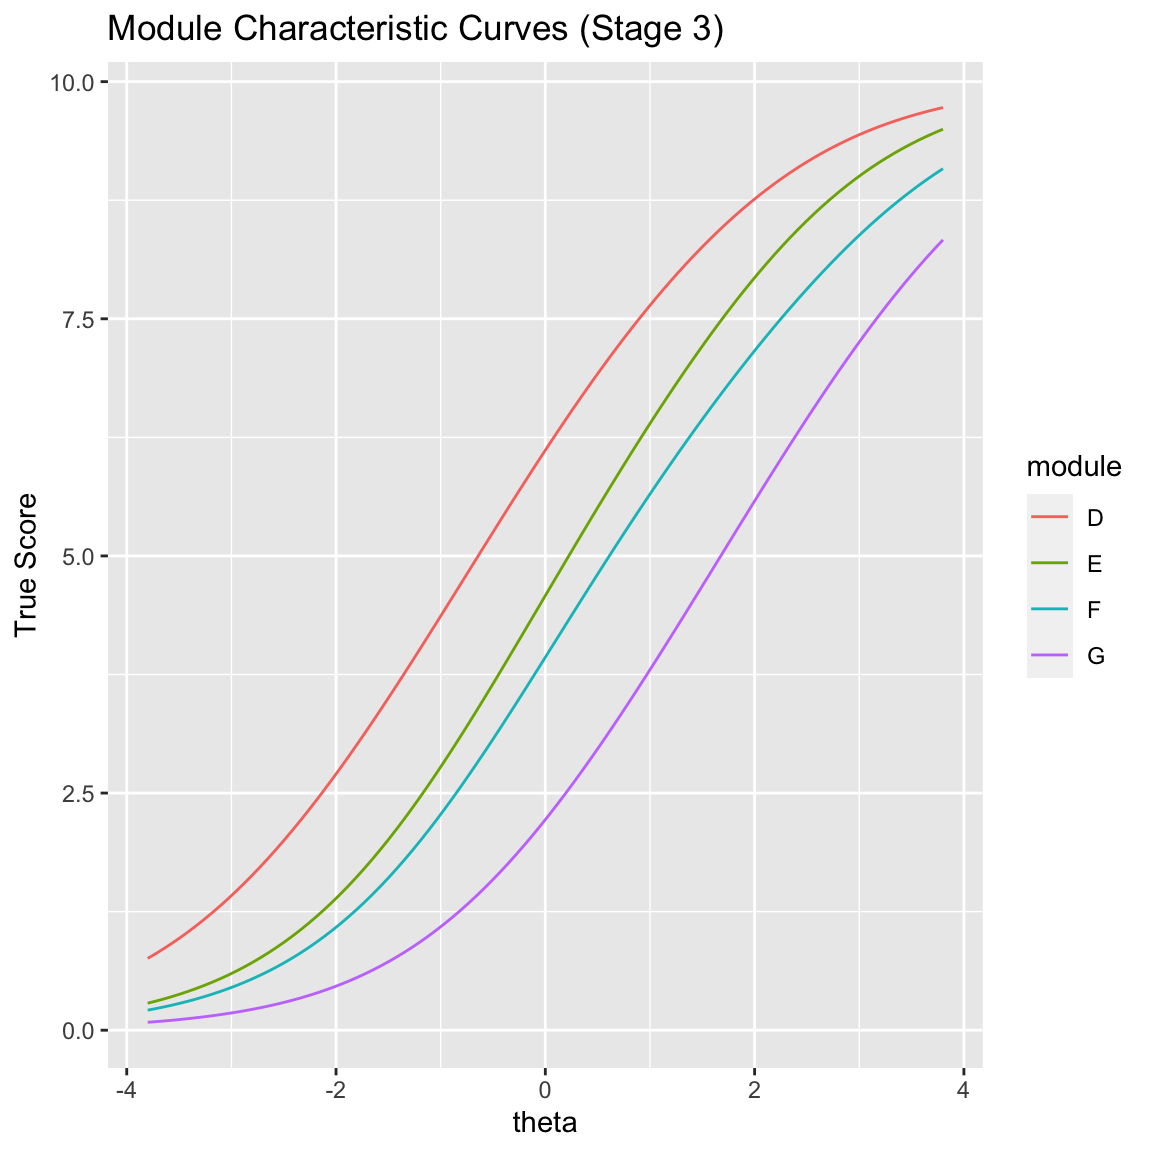 Module Characteristic Curves (Stage 3)
10.0
7.5
5.0
2.5
0.0
True Score
-4
-2
0
2
4
theta
module
D
E
F
G